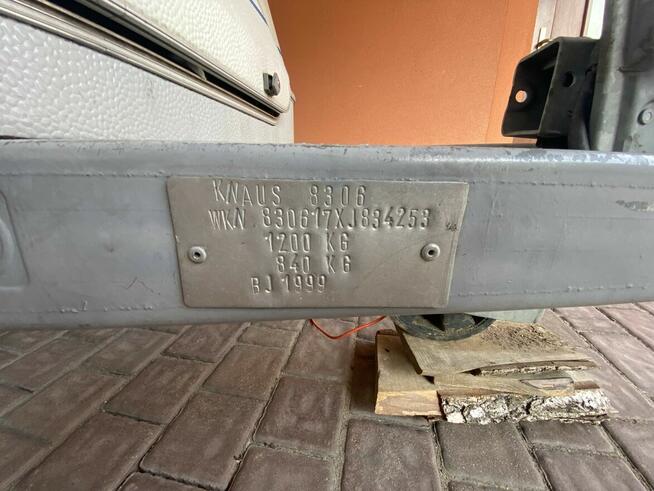 KNAUS 8306
WKN 830617XJ834253
1200 KG
840 KG
BJ 1999